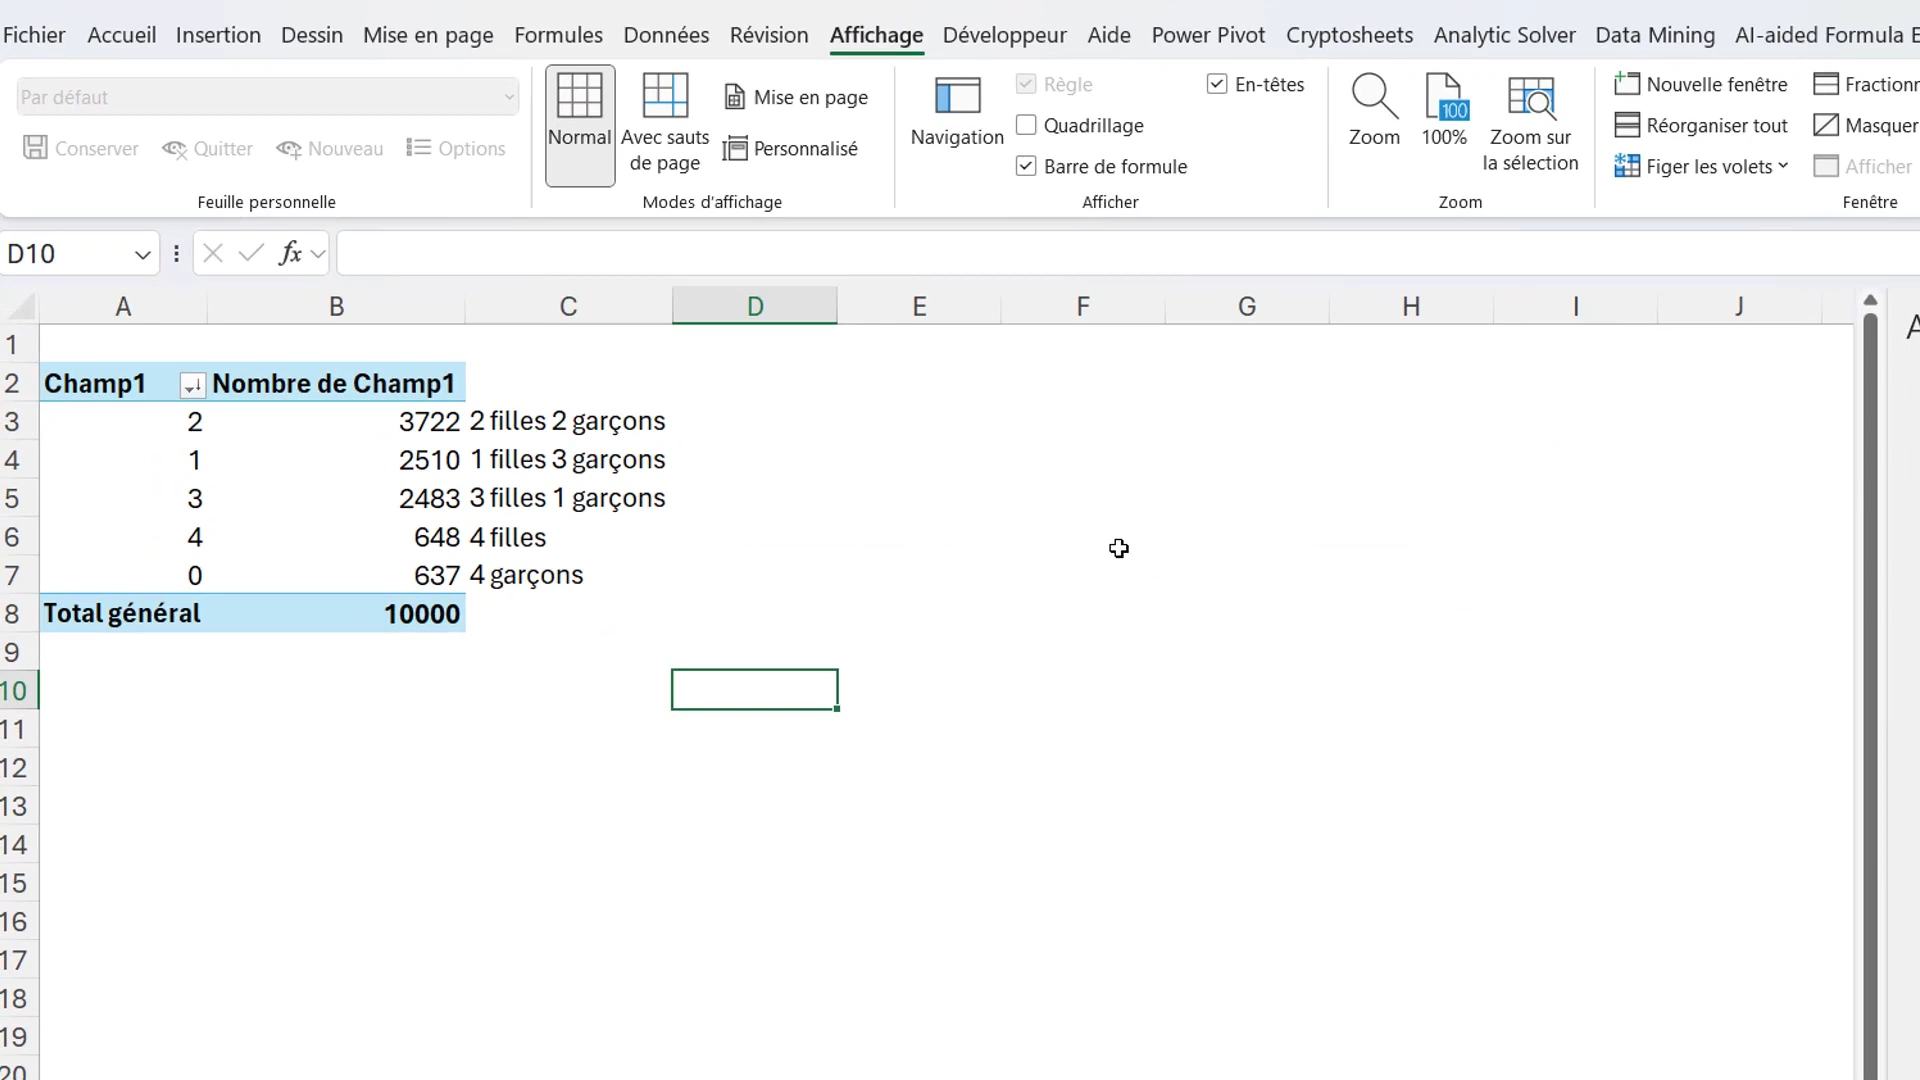 Fichier Accueil Insertion Dessin Mise en page Formules Données Révision Affichage Développeur Aide Power Pivot Cryptosheets Analytic Solver Data Mining AI-aided Formula E
Par défaut
Conserver Quitter Nouveau Options
Feuille personnelle
Normal
Avec sauts
de page
Mise en page
Personnalisé
Modes d'affichage
Navigation
Règle
Quadrillage
Barre de formule
En-têtes
Afficher
Zoom
100
100%
Zoom sur
la sélection
Zoom
Nouvelle fenêtre
Réorganiser tout
Figer les volets
Fractionn
Masquer
Afficher
Fenêtre
D10 fx
A B C D E F G H I J
1
2 Champ1 Nombre de Champ1
3 2 3722 2 filles 2 garçons
4 1 2510 1 filles 3 garçons
5 3 2483 3 filles 1 garçons
6 4 648 4 filles
7 0 637 4 garçons
8 Total général 10000
9
10
11
12
13
14
15
16
17
18
19
20